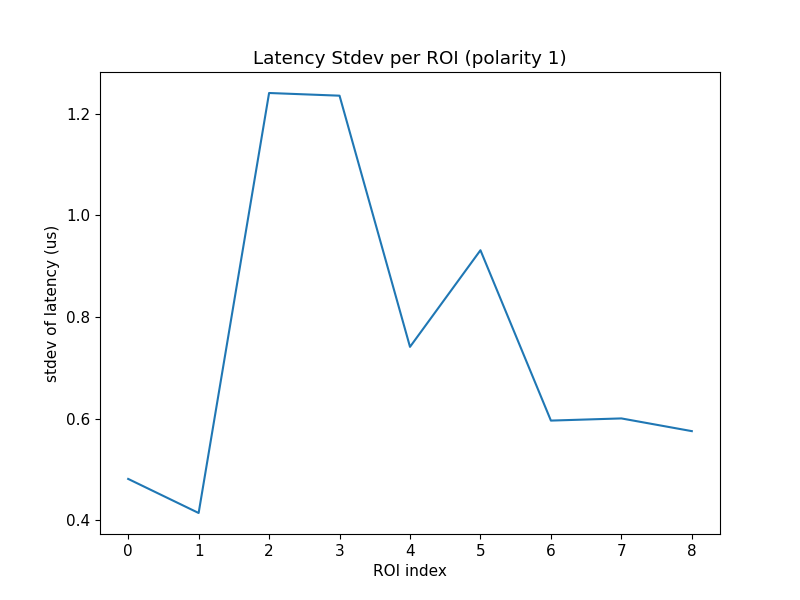 Latency Stdev per ROI (polarity 1)
stdev of latency (us)
1.2
1.0
0.8
0.6
0.4
0 1 2 3 4 5 6 7 8
ROI index